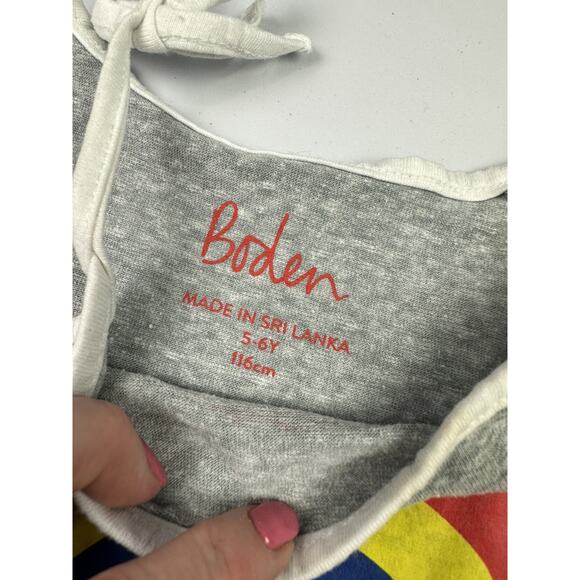 Boden
MADE IN SRI LANKA
5-6Y
116cm